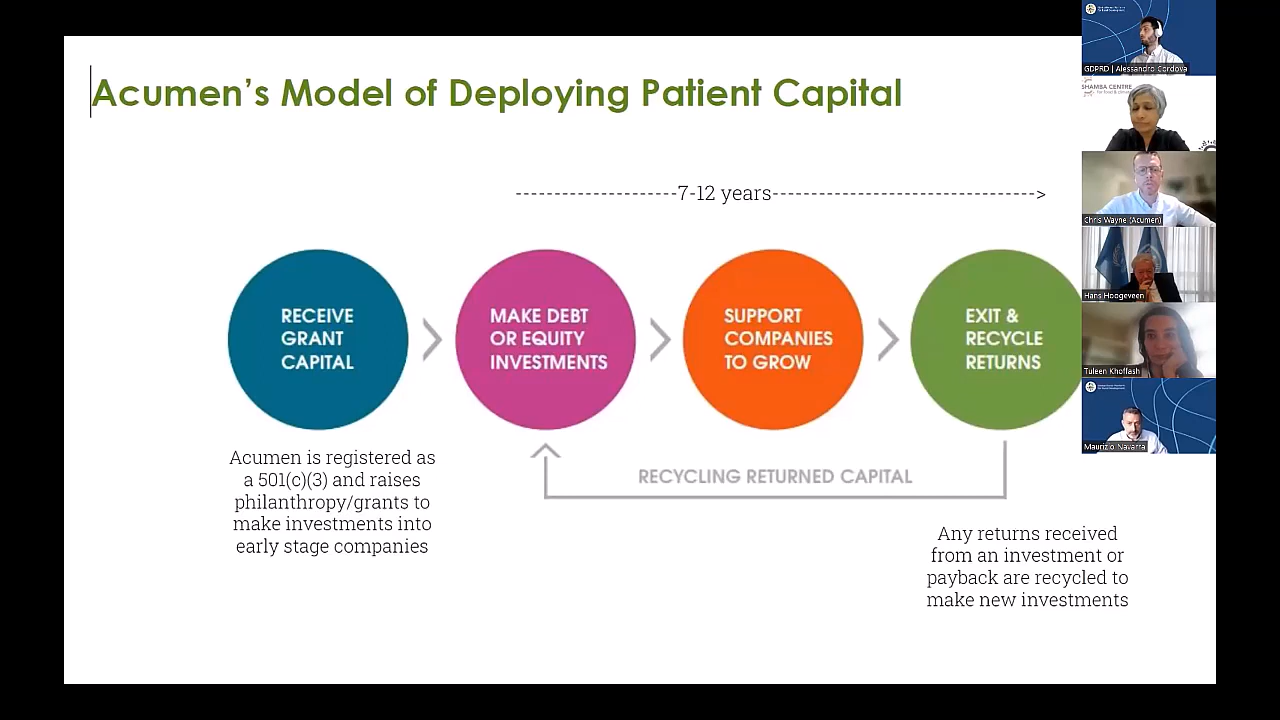 Acumen's Model of Deploying Patient Capital
--------------------7-12 years-------------------------------->
RECEIVE
GRANT
CAPITAL
MAKE DEBT
OR EQUITY
INVESTMENTS
SUPPORT
COMPANIES
TO GROW
EXIT &
RECYCLE
RETURNS
Acumen is registered as
a 501(c)(3) and raises
philanthropy/grants to
make investments into
early stage companies
RECYCLING RETURNED CAPITAL
Any returns received
from an investment or
payback are recycled to
make new investments
GDPRD | Alessandro Cordova
SHAMBA CENTRE
Chris Wayne (Acumen)
Hans Hoogeveen
Tuleen Khoffash
Maurizio Navarra